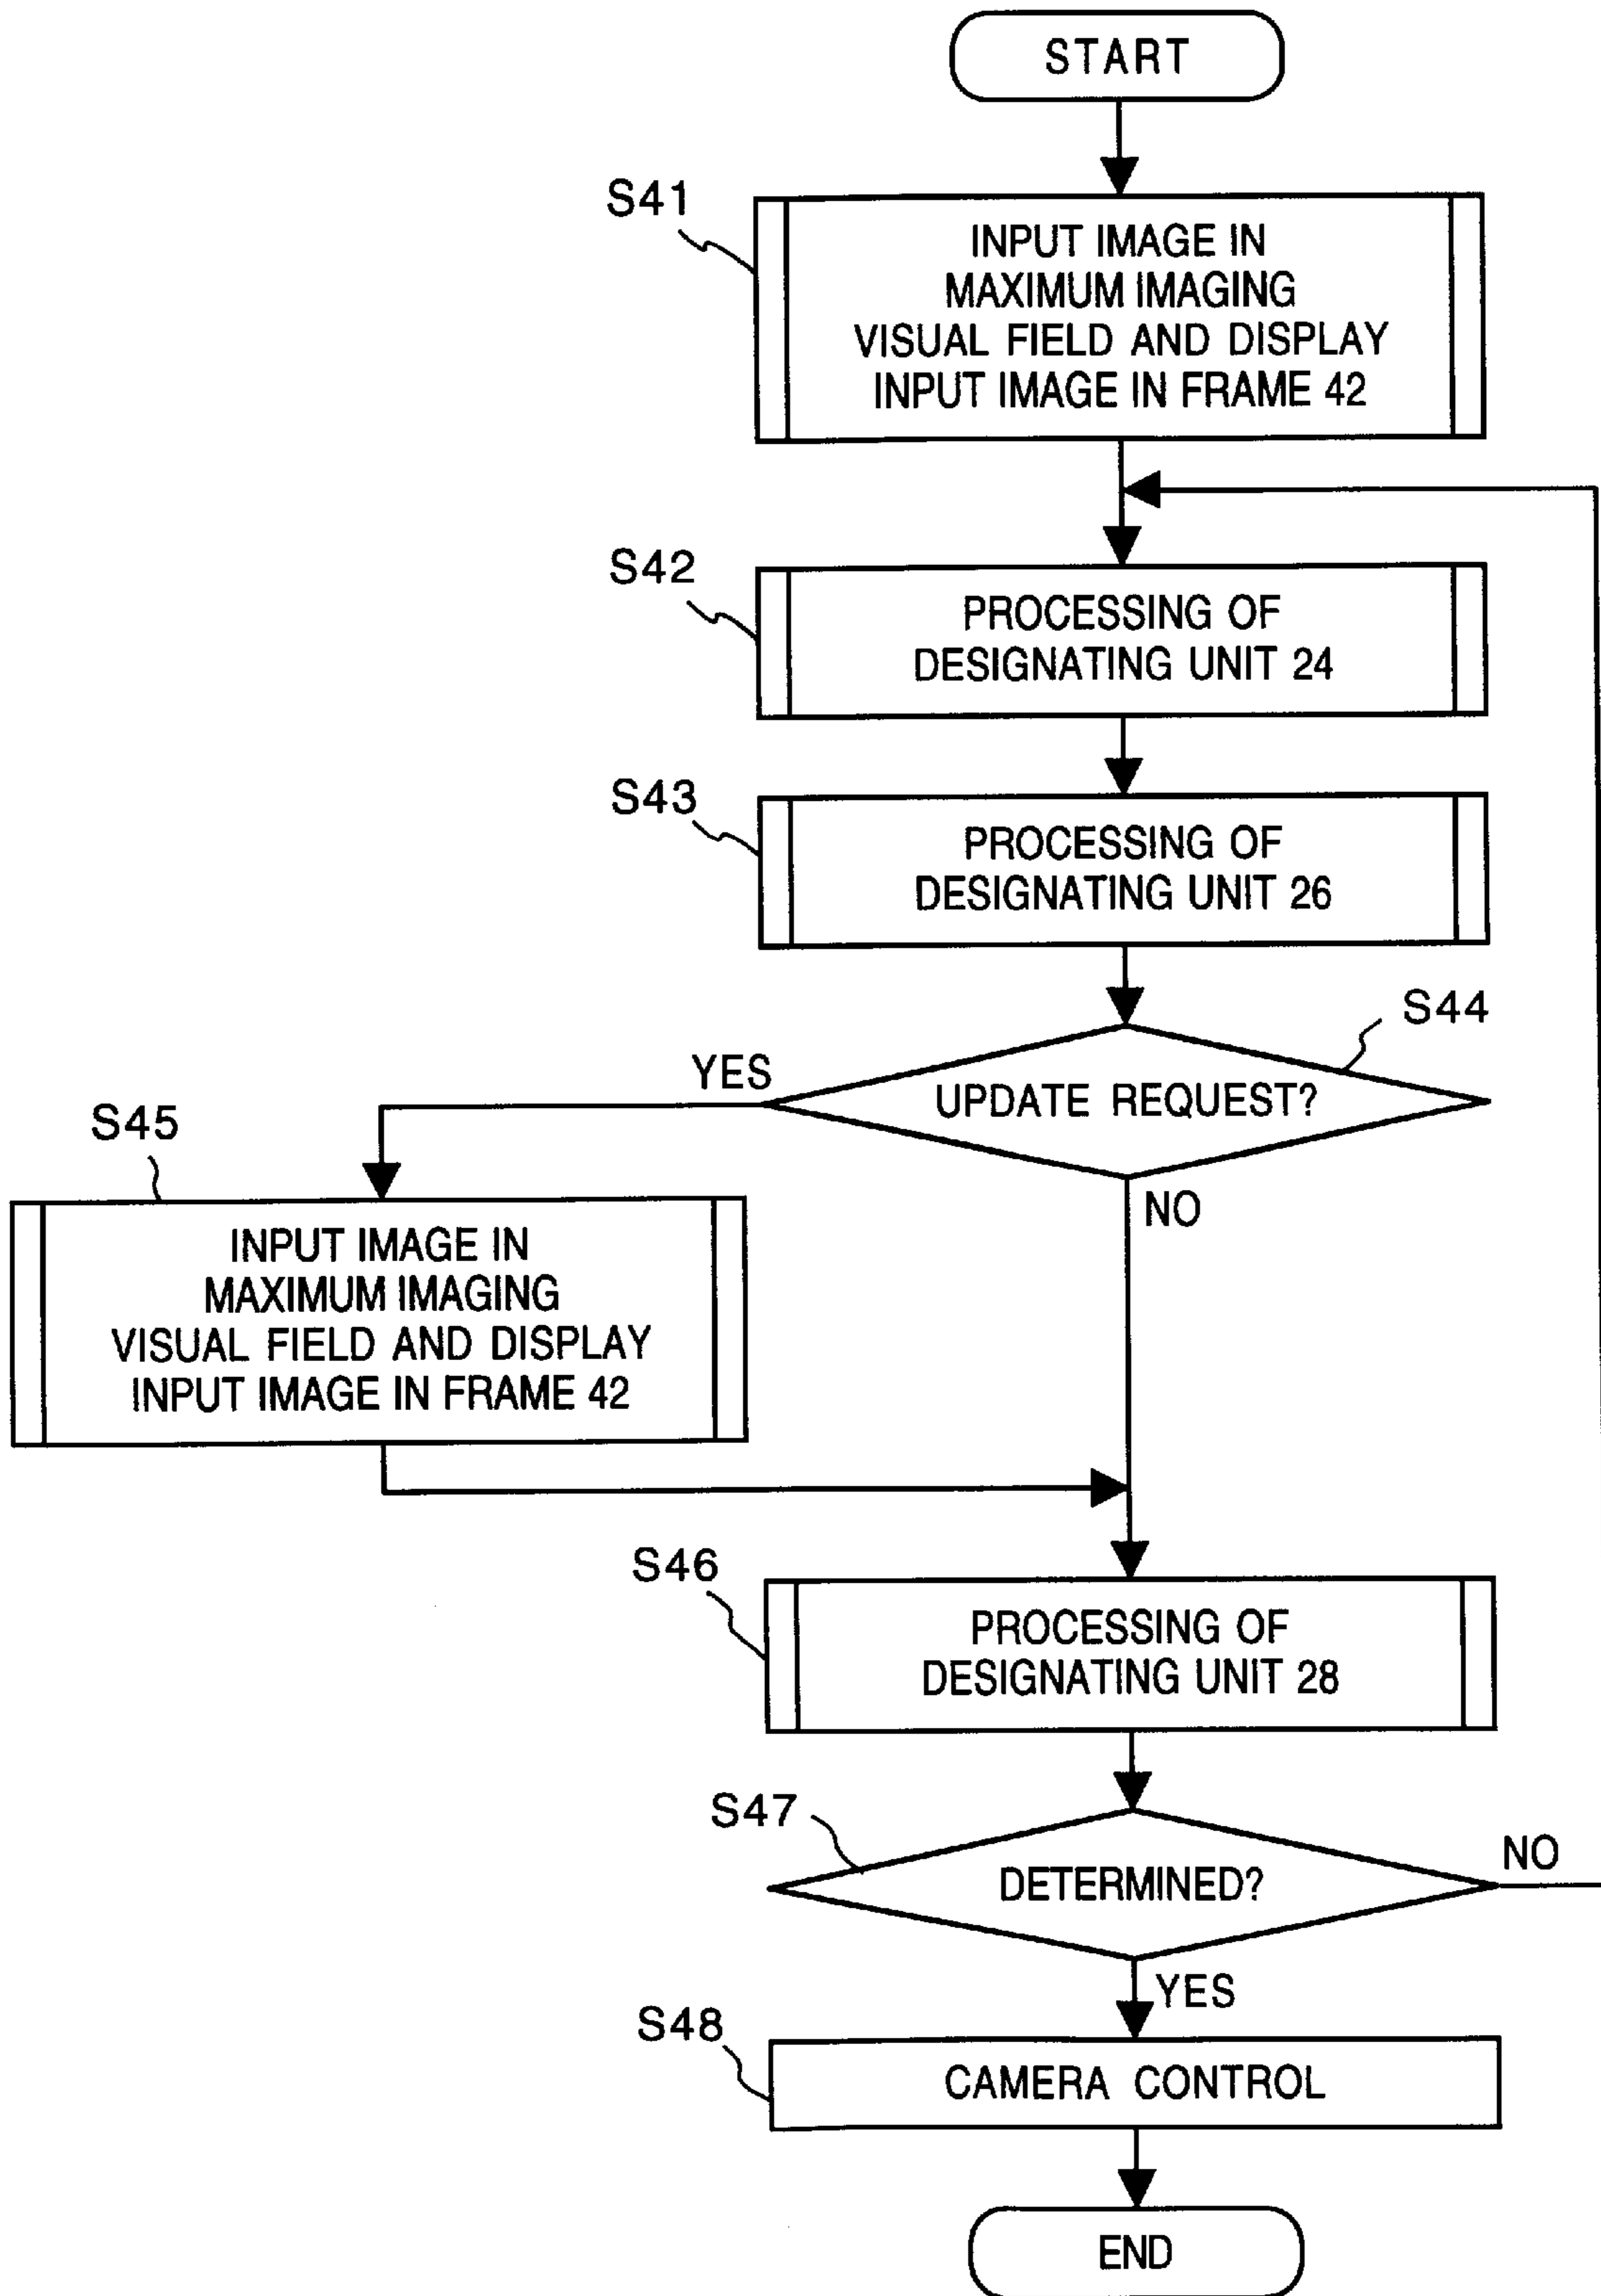 START
S41
INPUT IMAGE IN
MAXIMUM IMAGING
VISUAL FIELD AND DISPLAY
INPUT IMAGE IN FRAME 42
S42
PROCESSING OF
DESIGNATING UNIT 24
S43
PROCESSING OF
DESIGNATING UNIT 26
S44
UPDATE REQUEST?
YES
NO
S45
INPUT IMAGE IN
MAXIMUM IMAGING
VISUAL FIELD AND DISPLAY
INPUT IMAGE IN FRAME 42
S46
PROCESSING OF
DESIGNATING UNIT 28
S47
DETERMINED?
NO
YES
S48
CAMERA CONTROL
END